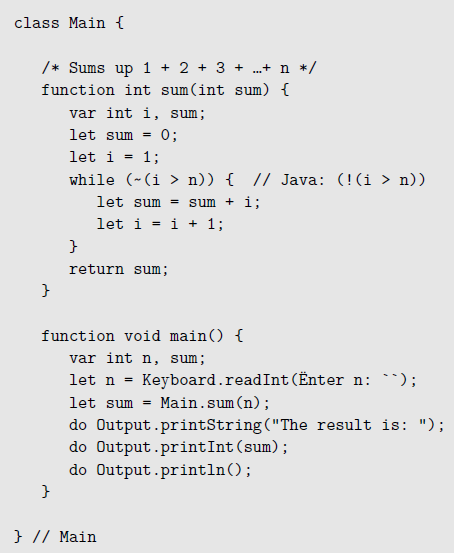 class Main {
/* Sums up 1 + 2 + 3 + …+ n */
function int sum(int sum) {
var int i, sum;
let sum = 0;
let i = 1;
while (~(i > n)) {  // Java: (!(i > n))
let sum = sum + i;
let i = i + 1;
}
return sum;
}
function void main() {
var int n, sum;
let n = Keyboard.readInt(Ënter n: ``);
let sum = Main.sum(n);
do Output.printString("The result is: ");
do Output.printInt(sum);
do Output.println();
}
} // Main